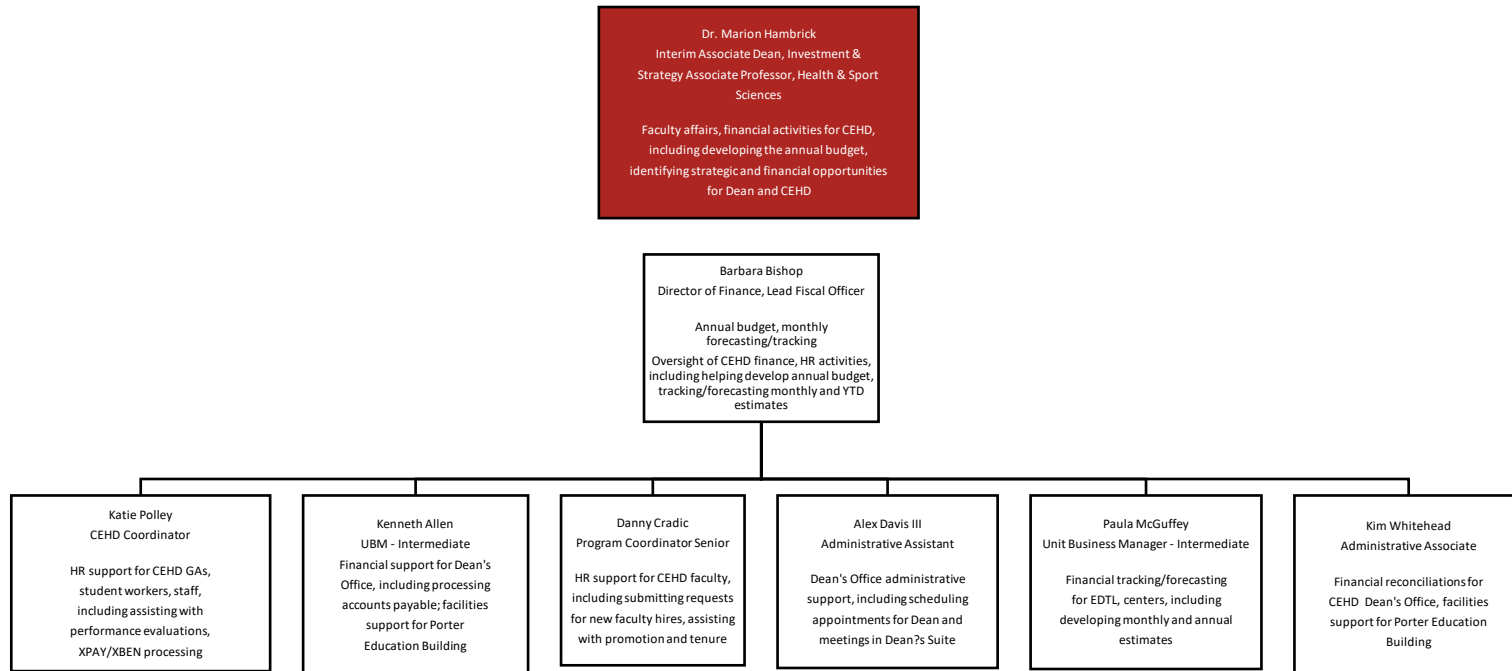 Dr. Marion Hambrick
Interim Associate Dean, Investment &
Strategy Associate Professor, Health & Sport
Sciences
Faculty affairs, financial activities for CEHD,
including developing the annual budget,
identifying strategic and financial opportunities
for Dean and CEHD
Barbara Bishop
Director of Finance, Lead Fiscal Officer
Annual budget, monthly
forecasting/tracking
Oversight of CEHD finance, HR activities,
including helping develop annual budget,
tracking/forecasting monthly and YTD
estimates
Katie Polley
CEHD Coordinator
HR support for CEHD GAs,
student workers, staff,
including assisting with
performance evaluations,
XPAY/XBEN processing
Kenneth Allen
UBM - Intermediate
Financial support for Dean's
Office, including processing
accounts payable; facilities
support for Porter
Education Building
Danny Cradic
Program Coordinator Senior
HR support for CEHD faculty,
including submitting requests
for new faculty hires, assisting
with promotion and tenure
Alex Davis III
Administrative Assistant
Dean's Office administrative
support, including scheduling
appointments for Dean and
meetings in Dean?s Suite
Paula McGuffey
Unit Business Manager - Intermediate
Financial tracking/forecasting
for EDTL, centers, including
developing monthly and annual
estimates
Kim Whitehead
Administrative Associate
Financial reconciliations for
CEHD Dean's Office, facilities
support for Porter Education
Building